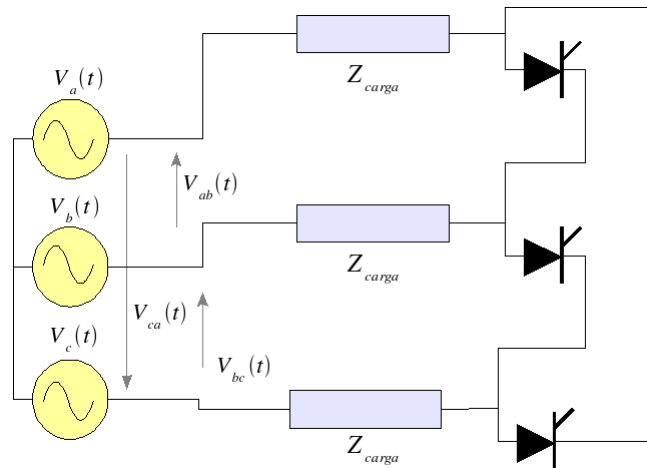 V_a(t)
Z_carga
V_ab(t)
V_b(t)
Z_carga
V_ca(t)
V_c(t)
V_bc(t)
Z_carga